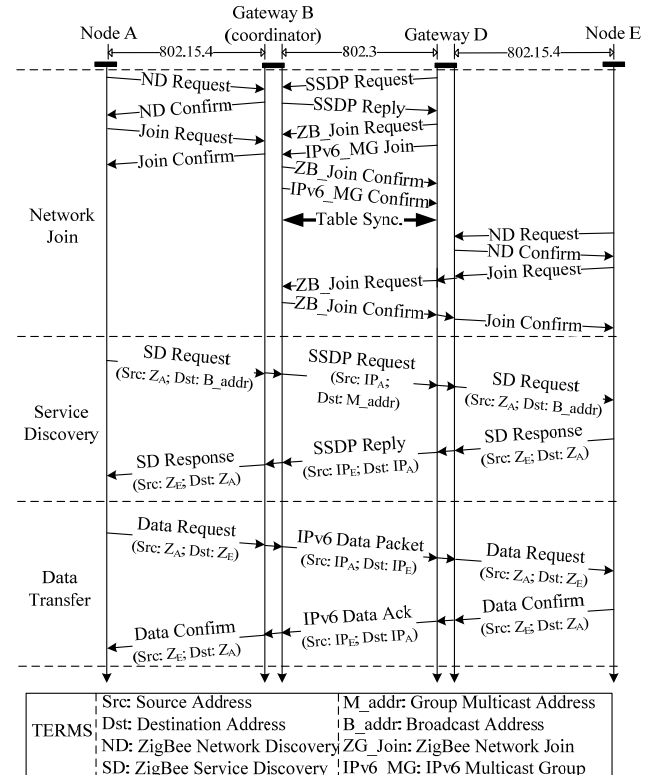 Node A
Gateway B
(coordinator)
Gateway D
Node E
802.15.4
802.3
802.15.4
Network
Join
ND Request
SSDP Request
ND Confirm
SSDP Reply
Join Request
ZB_Join Request
Join Confirm
IPv6_MG Join
ZB_Join Confirm
IPv6_MG Confirm
Table Sync.
ND Request
ND Confirm
Join Request
ZB_Join Request
ZB_Join Confirm
Join Confirm
Service
Discovery
SD Request
(Src: ZA; Dst: B_addr)
SSDP Request
(Src: IPA;
Dst: M_addr)
SD Request
(Src: ZA; Dst: B_addr)
SD Response
(Src: ZE; Dst: ZA)
SSDP Reply
(Src: IPE; Dst: IPA)
SD Response
(Src: ZE; Dst: ZA)
Data
Transfer
Data Request
(Src: ZA; Dst: ZE)
IPv6 Data Packet
(Src: IPA; Dst: IPE)
Data Request
(Src: ZA; Dst: ZE)
Data Confirm
(Src: ZE; Dst: ZA)
IPv6 Data Ack
(Src: IPE; Dst: IPA)
Data Confirm
(Src: ZE; Dst: ZA)
TERMS
Src: Source Address
Dst: Destination Address
ND: ZigBee Network Discovery
SD: ZigBee Service Discovery
M_addr: Group Multicast Address
B_addr: Broadcast Address
ZG_Join: ZigBee Network Join
IPv6_MG: IPv6 Multicast Group